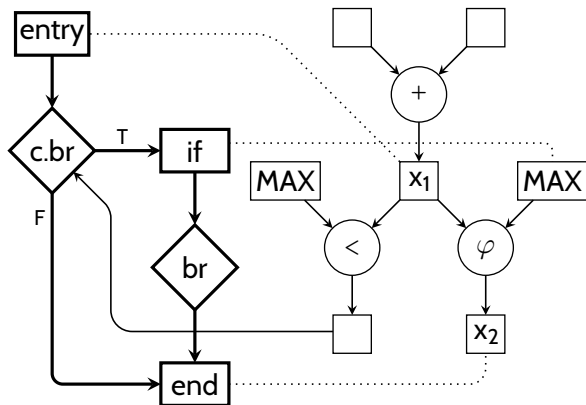 entry
+
c.br
T
if
MAX
x₁
MAX
F
br
<
φ
x₂
end